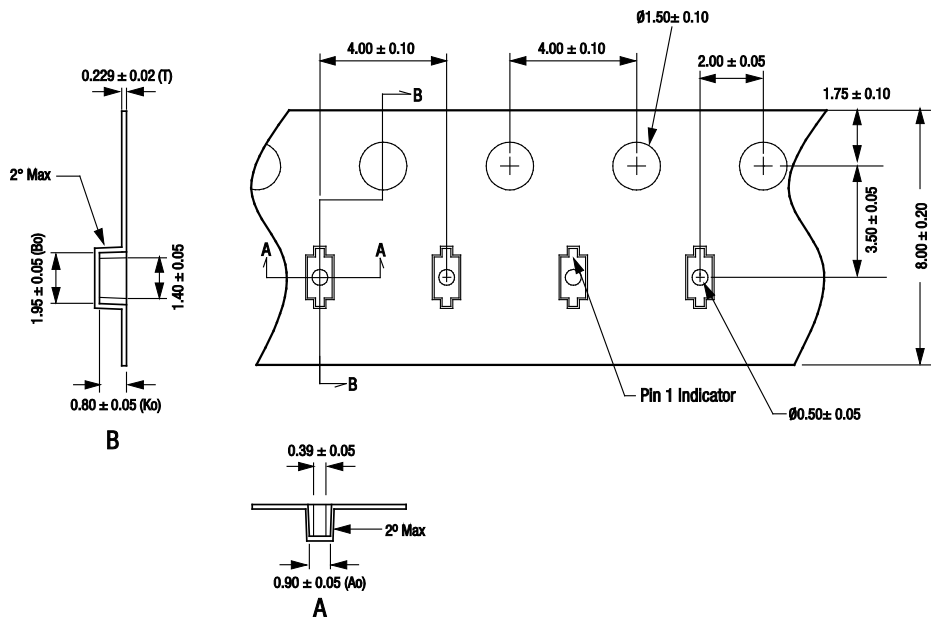 Ø1.50± 0.10
4.00 ± 0.10
4.00 ± 0.10
2.00 ± 0.05
0.229 ± 0.02 (T)
B
1.75 ± 0.10
2° Max
3.50 ± 0.05
8.00 ± 0.20
A
A
1.95 ± 0.05 (Bo)
1.40 ± 0.05
B
Pin 1 Indicator
0.80 ± 0.05 (Ko)
Ø0.50± 0.05
B
0.39 ± 0.05
2º Max
0.90 ± 0.05 (Ao)
A